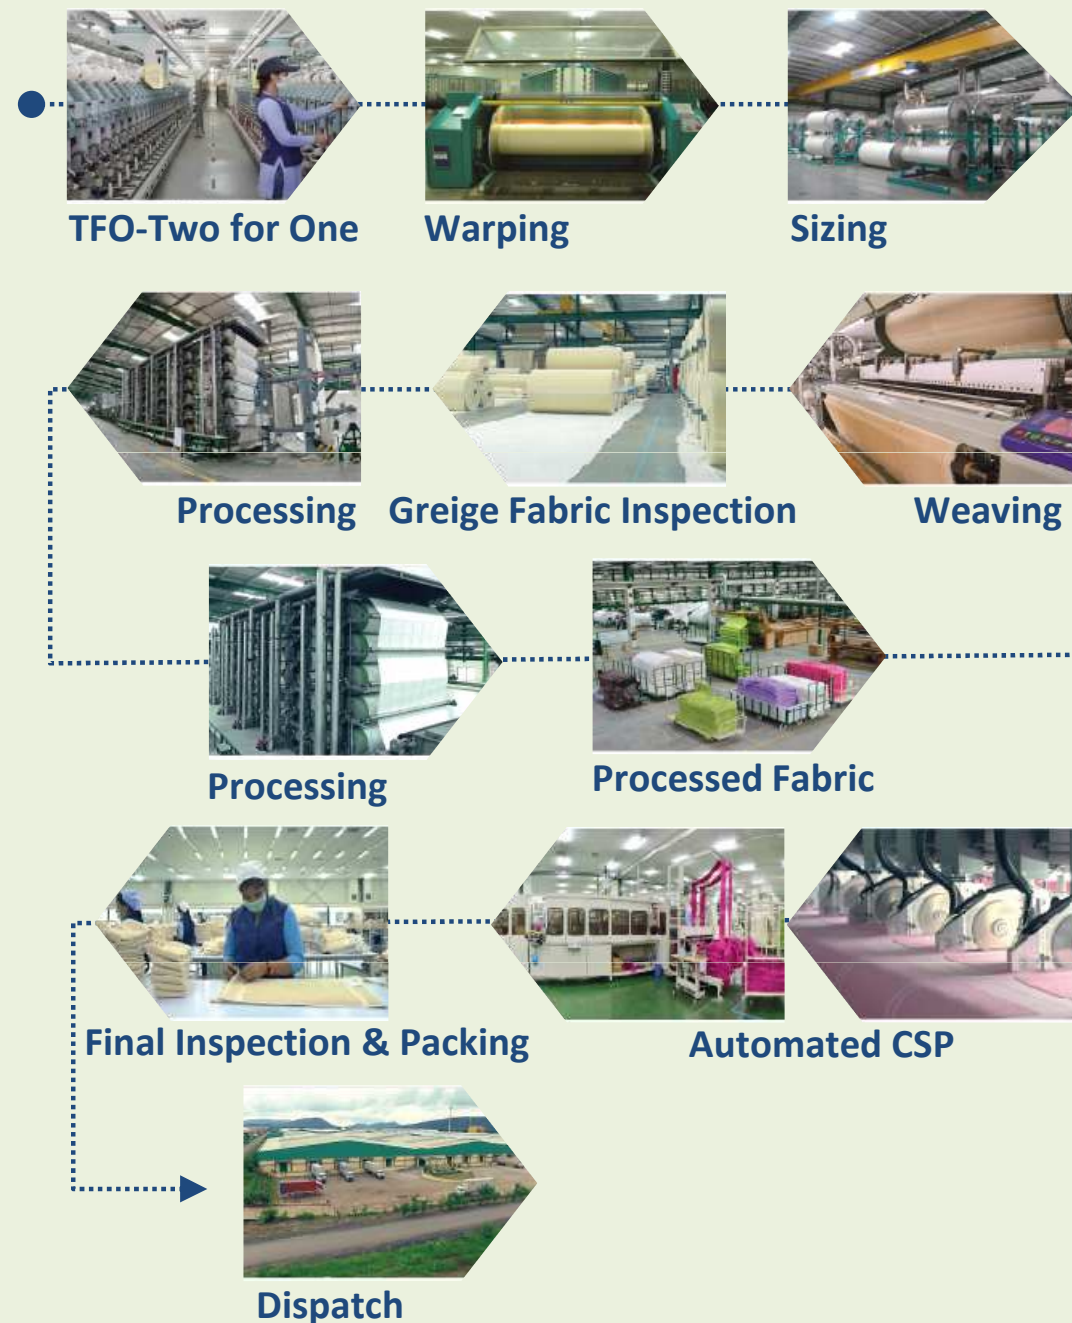 TFO-Two for One
Warping
Sizing
Processing
Greige Fabric Inspection
Weaving
Processing
Processed Fabric
Final Inspection & Packing
Automated CSP
Dispatch